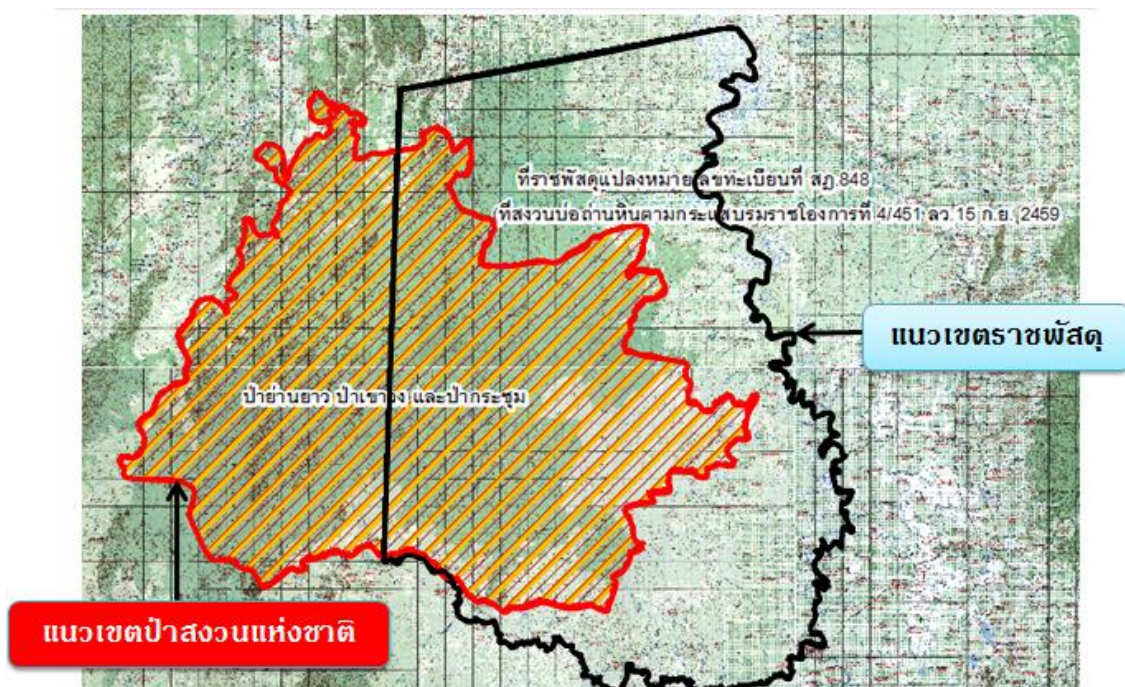 ที่ราชพัสดุแปลงหมายเลขทะเบียนที่ สฎ.848
ที่สงวนบ่อถ่านหินตามกระแสบรมราชโองการที่ 4/451 ลว.15 ก.ย. 2459
แนวเขตราชพัสดุ
ป่าย่านยาว ป่าเขาวง และป่ากระซุม
แนวเขตป่าสงวนแห่งชาติ